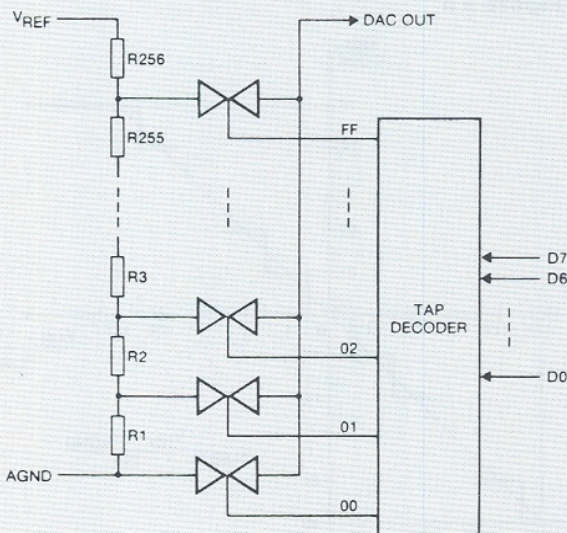 VREF
DAC OUT
R256
R255
FF
R3
D7
D6
TAP
DECODER
02
R2
D0
01
R1
AGND
00